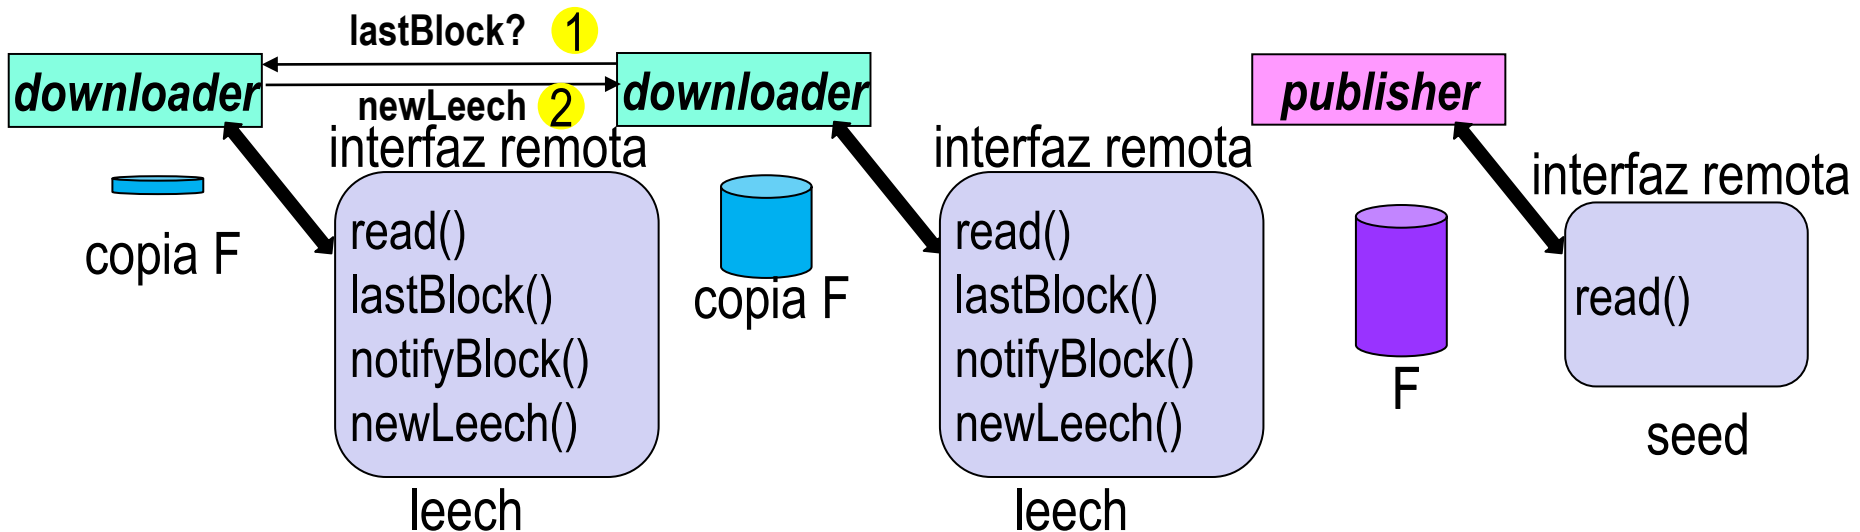 lastBlock? 1
downloader
newLeech 2
downloader
publisher
interfaz remota
interfaz remota
interfaz remota
copia F
read()
lastBlock()
notifyBlock()
newLeech()
leech
copia F
read()
lastBlock()
notifyBlock()
newLeech()
leech
F
read()
seed